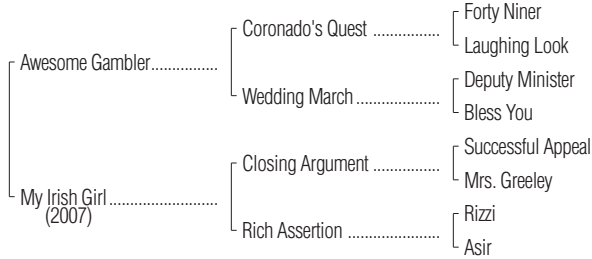 Forty Niner
Coronado's Quest ................
Laughing Look
Awesome Gambler................
Deputy Minister
Wedding March ....................
Bless You
Successful Appeal
Closing Argument ................
Mrs. Greeley
My Irish Girl ..........................
(2007)
Rizzi
Rich Assertion ......................
Asir